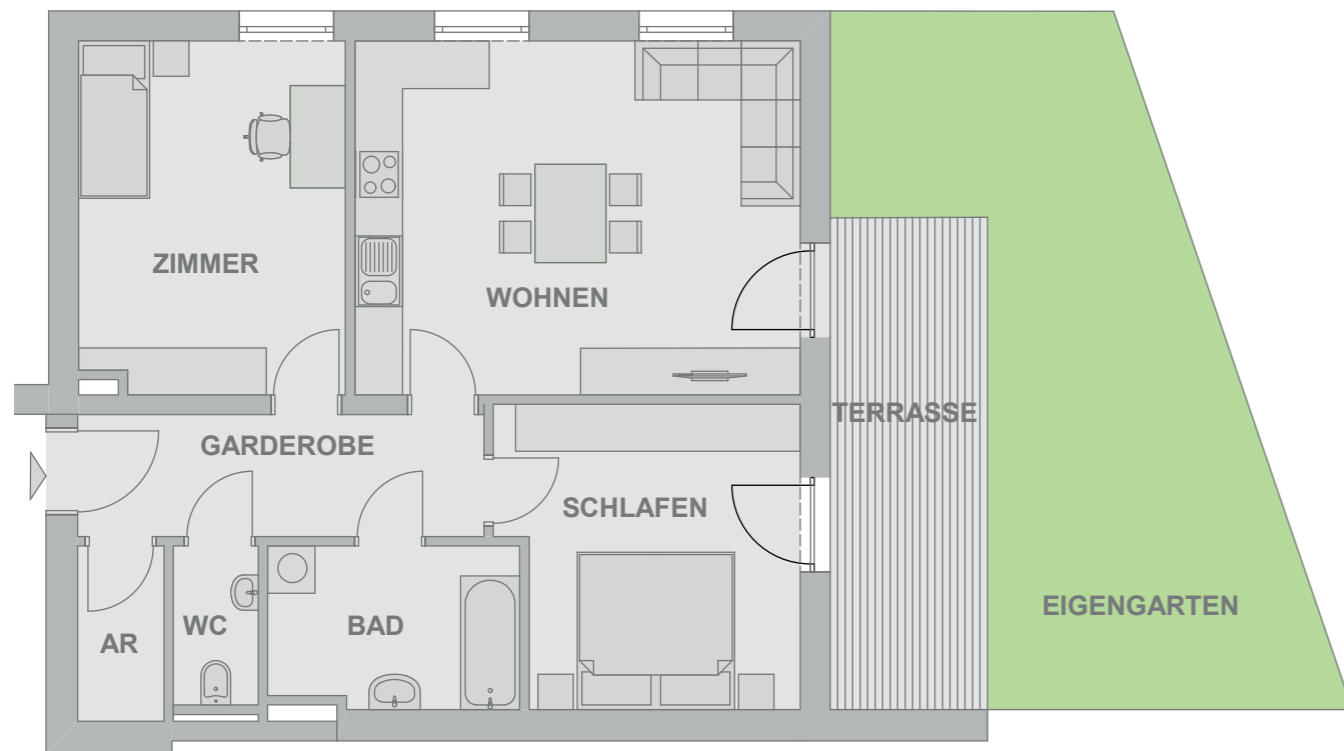 ZIMMER
WOHNEN
TERRASSE
GARDEROBE
SCHLAFEN
EIGENGARTEN
WC
BAD
AR